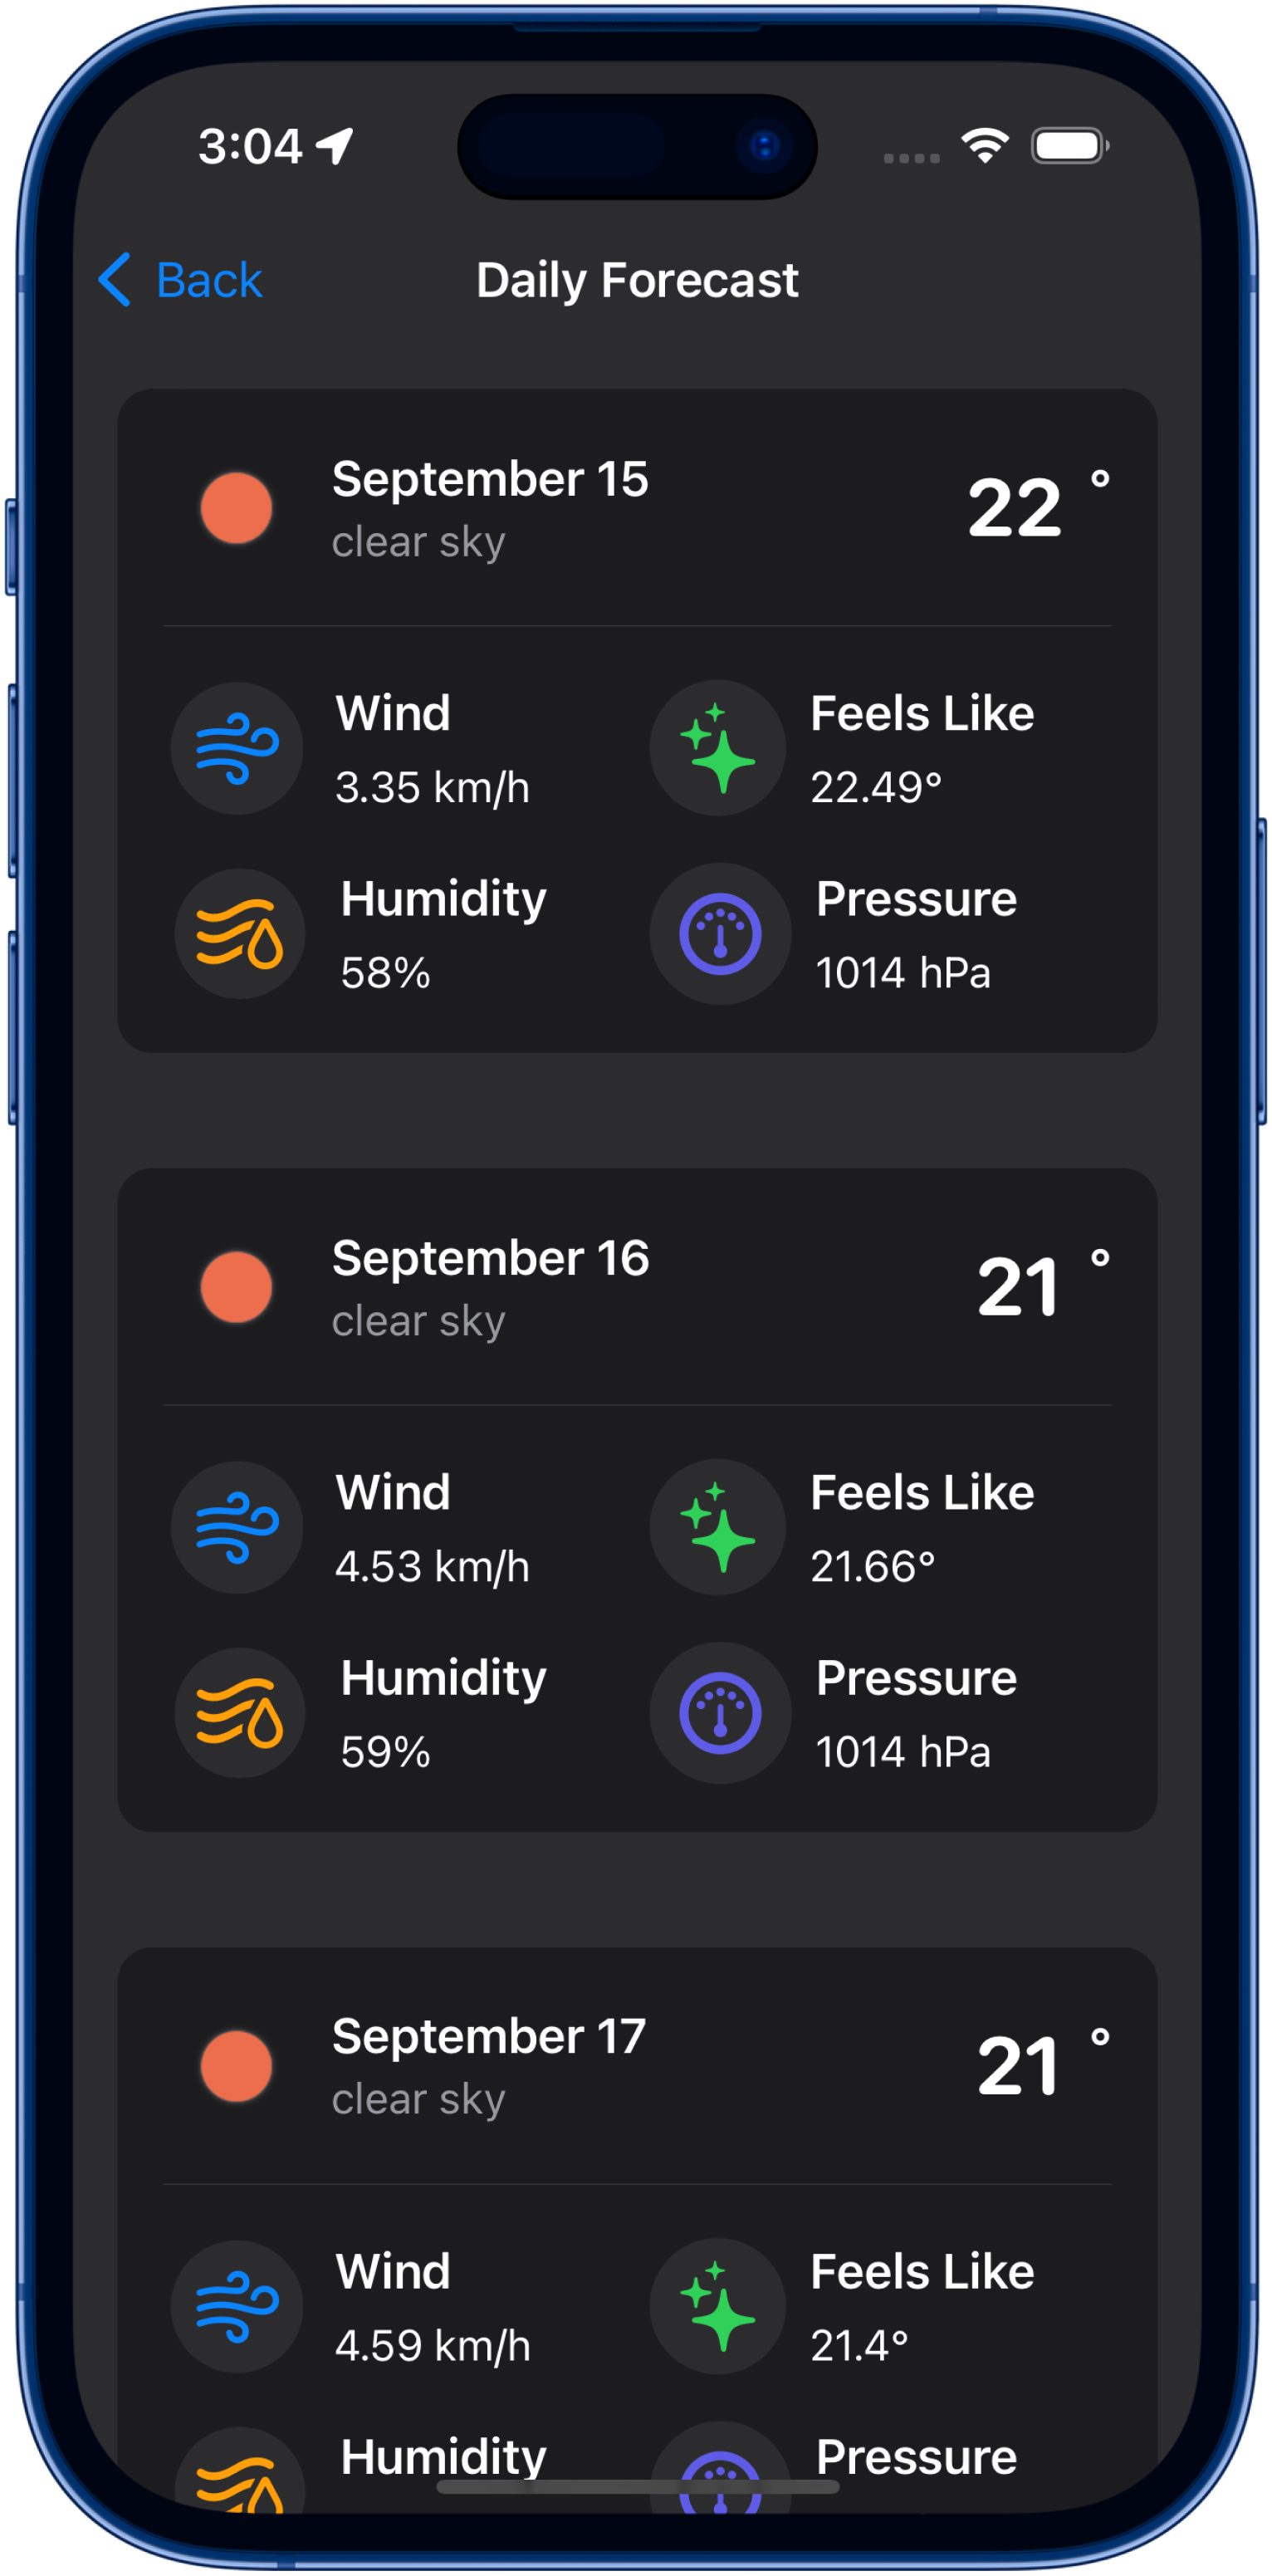 3:04
Back
Daily Forecast
September 15
clear sky
22 °
Wind
3.35 km/h
Feels Like
22.49°
Humidity
58%
Pressure
1014 hPa
September 16
clear sky
21 °
Wind
4.53 km/h
Feels Like
21.66°
Humidity
59%
Pressure
1014 hPa
September 17
clear sky
21 °
Wind
4.59 km/h
Feels Like
21.4°
Humidity
Pressure